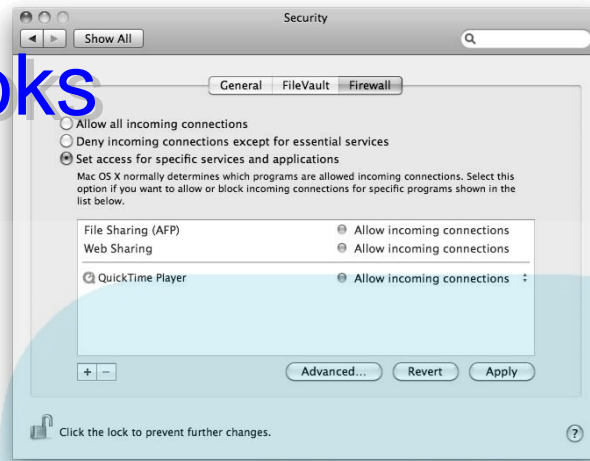 Security
Show All
oks
General FileVault Firewall
Allow all incoming connections
Deny incoming connections except for essential services
Set access for specific services and applications
Mac OS X normally determines which programs are allowed incoming connections. Select this
option if you want to allow or block incoming connections for specific programs shown in the
list below.
File Sharing (AFP) Allow incoming connections
Web Sharing Allow incoming connections
QuickTime Player Allow incoming connections
+ −
Advanced... Revert Apply
Click the lock to prevent further changes.
?